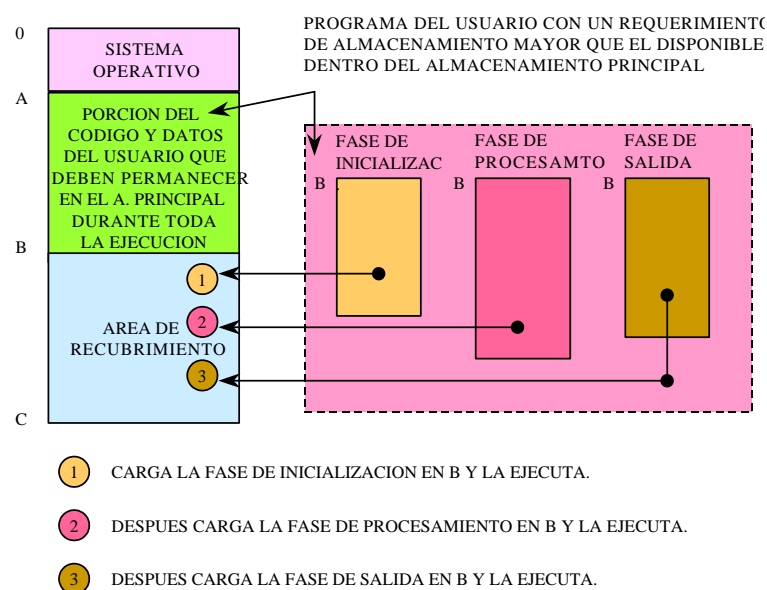 PROGRAMA DEL USUARIO CON UN REQUERIMIENTO
DE ALMACENAMIENTO MAYOR QUE EL DISPONIBLE
DENTRO DEL ALMACENAMIENTO PRINCIPAL
0
SISTEMA
OPERATIVO
A
PORCION DEL
CODIGO Y DATOS
DEL USUARIO QUE
DEBEN PERMANECER
EN EL A. PRINCIPAL
DURANTE TODA
LA EJECUCION
B
FASE DE
INICIALIZAC
B .
FASE DE
PROCESAMTO
B
FASE DE
SALIDA
B
1
2
AREA DE
RECUBRIMIENTO
3
C
1 CARGA LA FASE DE INICIALIZACION EN B Y LA EJECUTA.
2 DESPUES CARGA LA FASE DE PROCESAMIENTO EN B Y LA EJECUTA.
3 DESPUES CARGA LA FASE DE SALIDA EN B Y LA EJECUTA.